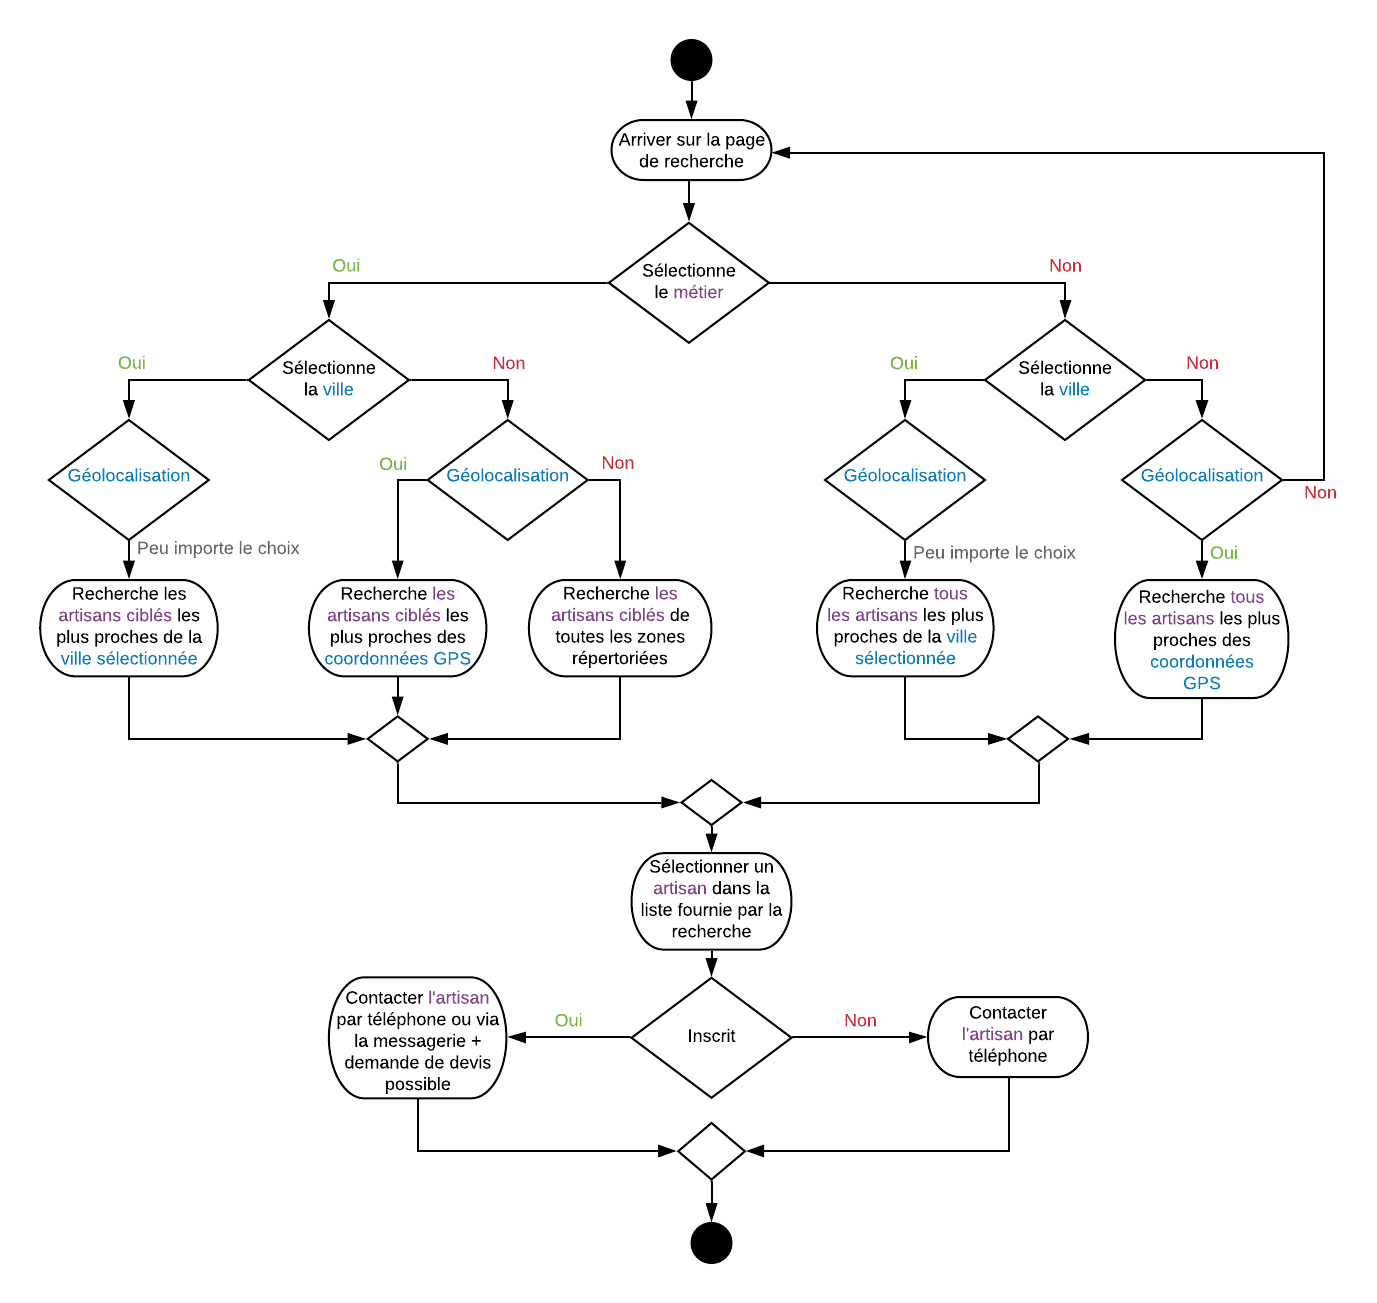 Arriver sur la page
de recherche
Sélectionne
le métier
Oui
Non
Sélectionne
la ville
Sélectionne
la ville
Oui
Non
Oui
Non
Géolocalisation
Oui
Géolocalisation
Non
Géolocalisation
Géolocalisation
Non
Peu importe le choix
Peu importe le choix
Oui
Recherche les
artisans ciblés les
plus proches de la
ville sélectionnée
Recherche les
artisans ciblés les
plus proches des
coordonnées GPS
Recherche les
artisans ciblés de
toutes les zones
répertoriées
Recherche tous
les artisans les plus
proches de la ville
sélectionnée
Recherche tous
les artisans les plus
proches des
coordonnées
GPS
Sélectionner un
artisan dans la
liste fournie par la
recherche
Contacter l'artisan
par téléphone ou via
la messagerie +
demande de devis
possible
Oui
Inscrit
Non
Contacter
l'artisan par
téléphone